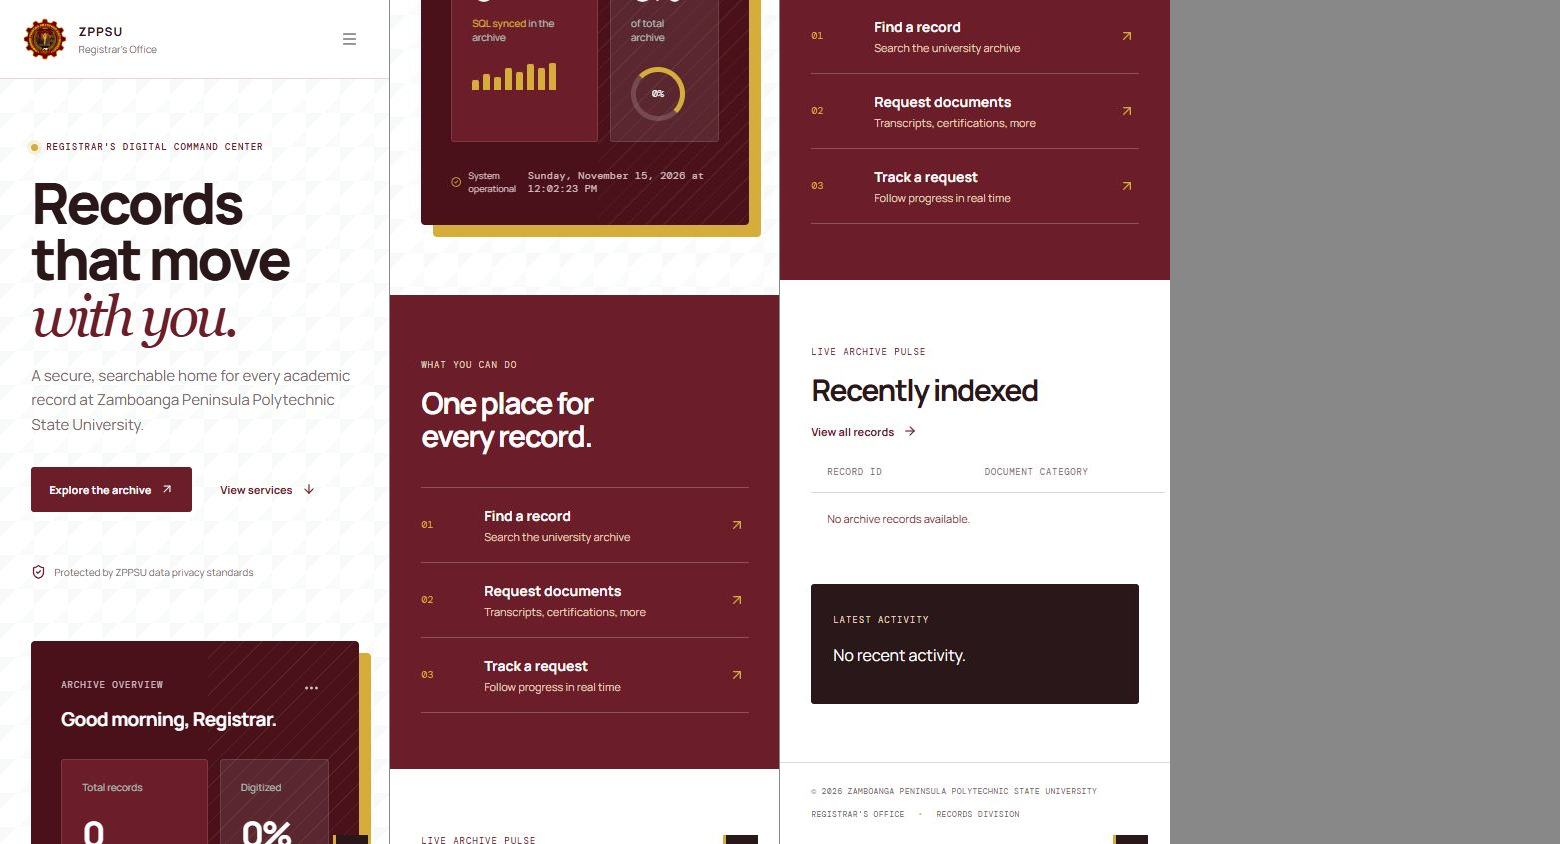 ZPPSU
Registrar's Office
REGISTRAR'S DIGITAL COMMAND CENTER
Records
that move
with you.
A secure, searchable home for every academic
record at Zamboanga Peninsula Polytechnic
State University.
Explore the archive
View services
Protected by ZPPSU data privacy standards
ARCHIVE OVERVIEW
Good morning, Registrar.
Total records
Digitized
0
0%
SQL synced in the
archive
of total
archive
0%
System
operational
Sunday, November 15, 2026 at
12:02:23 PM
WHAT YOU CAN DO
One place for
every record.
01
Find a record
Search the university archive
02
Request documents
Transcripts, certifications, more
03
Track a request
Follow progress in real time
LIVE ARCHIVE PULSE
01
Find a record
Search the university archive
02
Request documents
Transcripts, certifications, more
03
Track a request
Follow progress in real time
LIVE ARCHIVE PULSE
Recently indexed
View all records
RECORD ID
DOCUMENT CATEGORY
No archive records available.
LATEST ACTIVITY
No recent activity.
© 2026 ZAMBOANGA PENINSULA POLYTECHNIC STATE UNIVERSITY
REGISTRAR'S OFFICE · RECORDS DIVISION